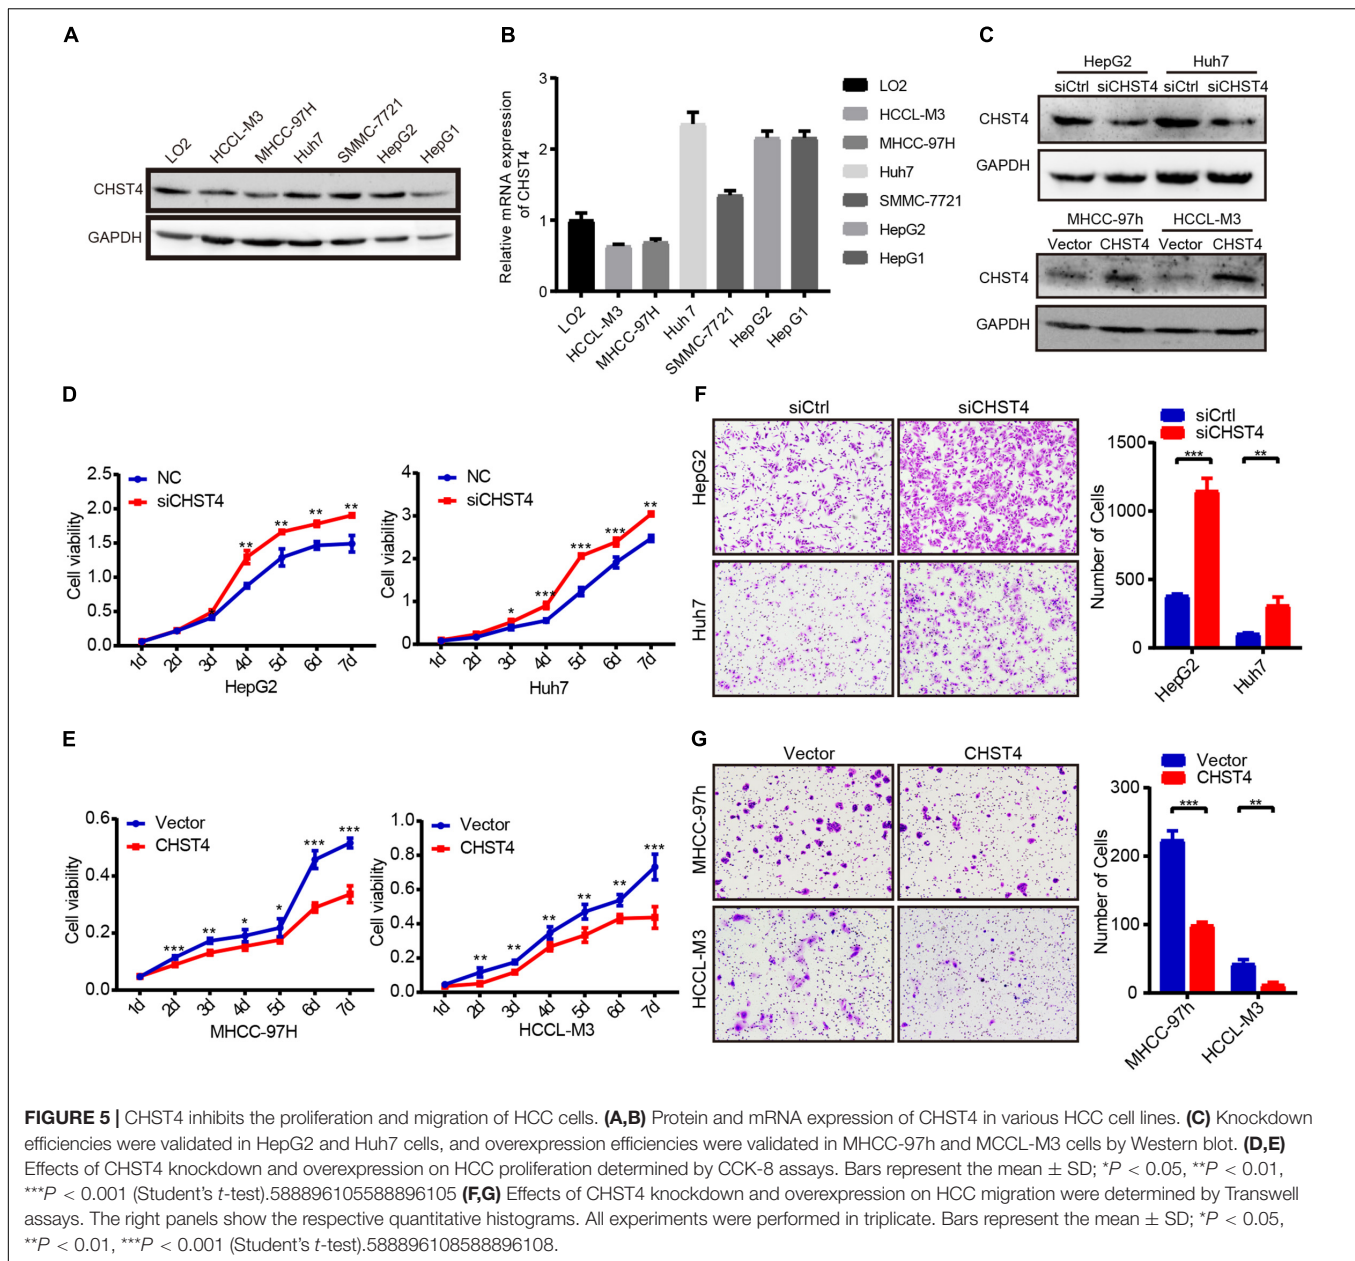 A
LO2
HCCL-M3
MHCC-97H
Huh7
SMMC-7721
HepG2
HepG1
CHST4
GAPDH
B
Relative mRNA expression
of CHST4
3
2
1
0
LO2
HCCL-M3
MHCC-97H
Huh 7
SMMC-7721
Hep G2
Hep G1
LO2
HCCL-M3
MHCC-97H
Huh7
SMMC-7721
HepG2
HepG1
C
HepG2 Huh7
siCtrl siCHST4 siCtrl siCHST4
CHST4
GAPDH
MHCC-97h HCCL-M3
Vector CHST4 Vector CHST4
CHST4
GAPDH
D
Cell viability
2.5
2.0
1.5
1.0
0.5
0.0
NC
siCHST4
** ** ** **
1d 2d 3d 4d 5d 6d 7d
HepG2
Cell viability
4
3
2
1
0
NC
siCHST4
* *** *** *** **
1d 2d 3d 4d 5d 6d 7d
Huh7
E
Cell viability
0.6
0.4
0.2
0.0
Vector
CHST4
*** ** * * *** ***
1d 2d 3d 4d 5d 6d 7d
MHCC-97H
Cell viability
1.0
0.8
0.6
0.4
0.2
0.0
Vector
CHST4
** ** ** ** ** ***
1d 2d 3d 4d 5d 6d 7d
HCCL-M3
F
siCtrl siCHST4
HepG2
Huh7
siCrtl
siCHST4
Number of Cells
1500
1000
500
0
*** **
HepG2 Huh7
G
Vector CHST4
MHCC-97h
HCCL-M3
Vector
CHST4
Number of Cells
300
200
100
0
*** **
MHCC-97h HCCL-M3
FIGURE 5 | CHST4 inhibits the proliferation and migration of HCC cells. (A,B) Protein and mRNA expression of CHST4 in various HCC cell lines. (C) Knockdown
efficiencies were validated in HepG2 and Huh7 cells, and overexpression efficiencies were validated in MHCC-97h and MCCL-M3 cells by Western blot. (D,E)
Effects of CHST4 knockdown and overexpression on HCC proliferation determined by CCK-8 assays. Bars represent the mean ± SD; *P < 0.05, **P < 0.01,
***P < 0.001 (Student's t-test).588896105588896105 (F,G) Effects of CHST4 knockdown and overexpression on HCC migration were determined by Transwell
assays. The right panels show the respective quantitative histograms. All experiments were performed in triplicate. Bars represent the mean ± SD; *P < 0.05,
**P < 0.01, ***P < 0.001 (Student's t-test).588896108588896108.